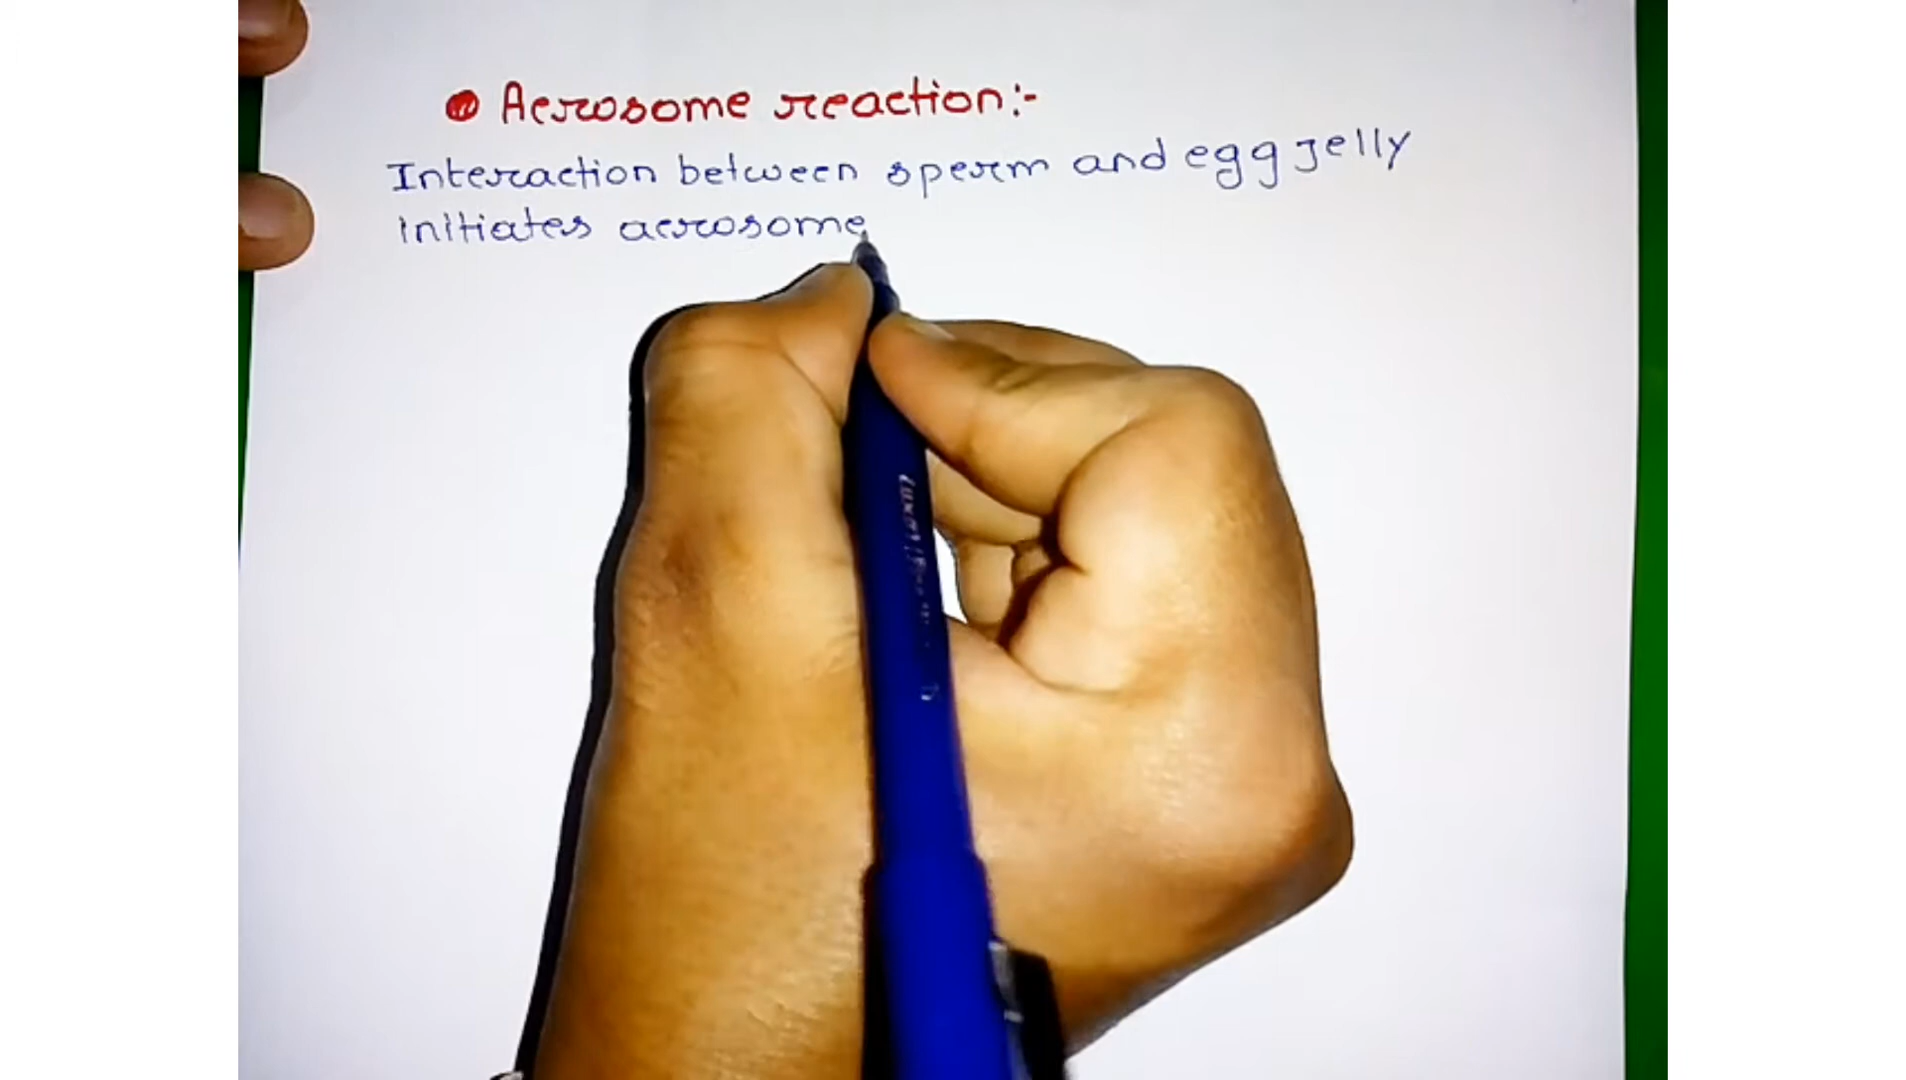 Acrosome reaction:-
Interaction between sperm and egg jelly
initiates acrosome